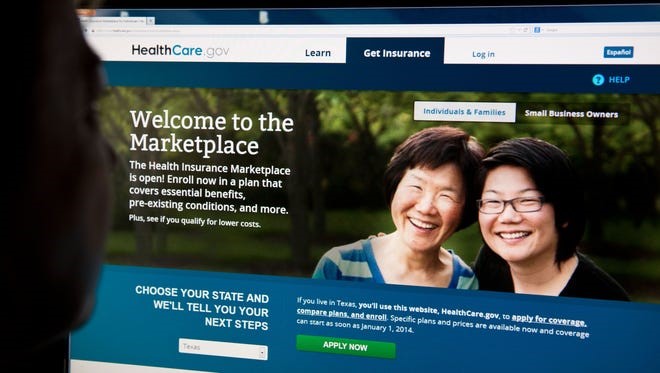 HealthCare.gov
Learn
Get Insurance
Log in
Español
HELP
Individuals & Families
Small Business Owners
Welcome to the
Marketplace
The Health Insurance Marketplace
is open! Enroll now in a plan that
covers essential benefits,
pre-existing conditions, and more.
Plus, see if you qualify for lower costs.
CHOOSE YOUR STATE AND
WE'LL TELL YOU YOUR
NEXT STEPS
Texas
If you live in Texas, you'll use this website, HealthCare.gov, to apply for coverage,
compare plans, and enroll. Specific plans and prices are available now and coverage
can start as soon as January 1, 2014.
APPLY NOW